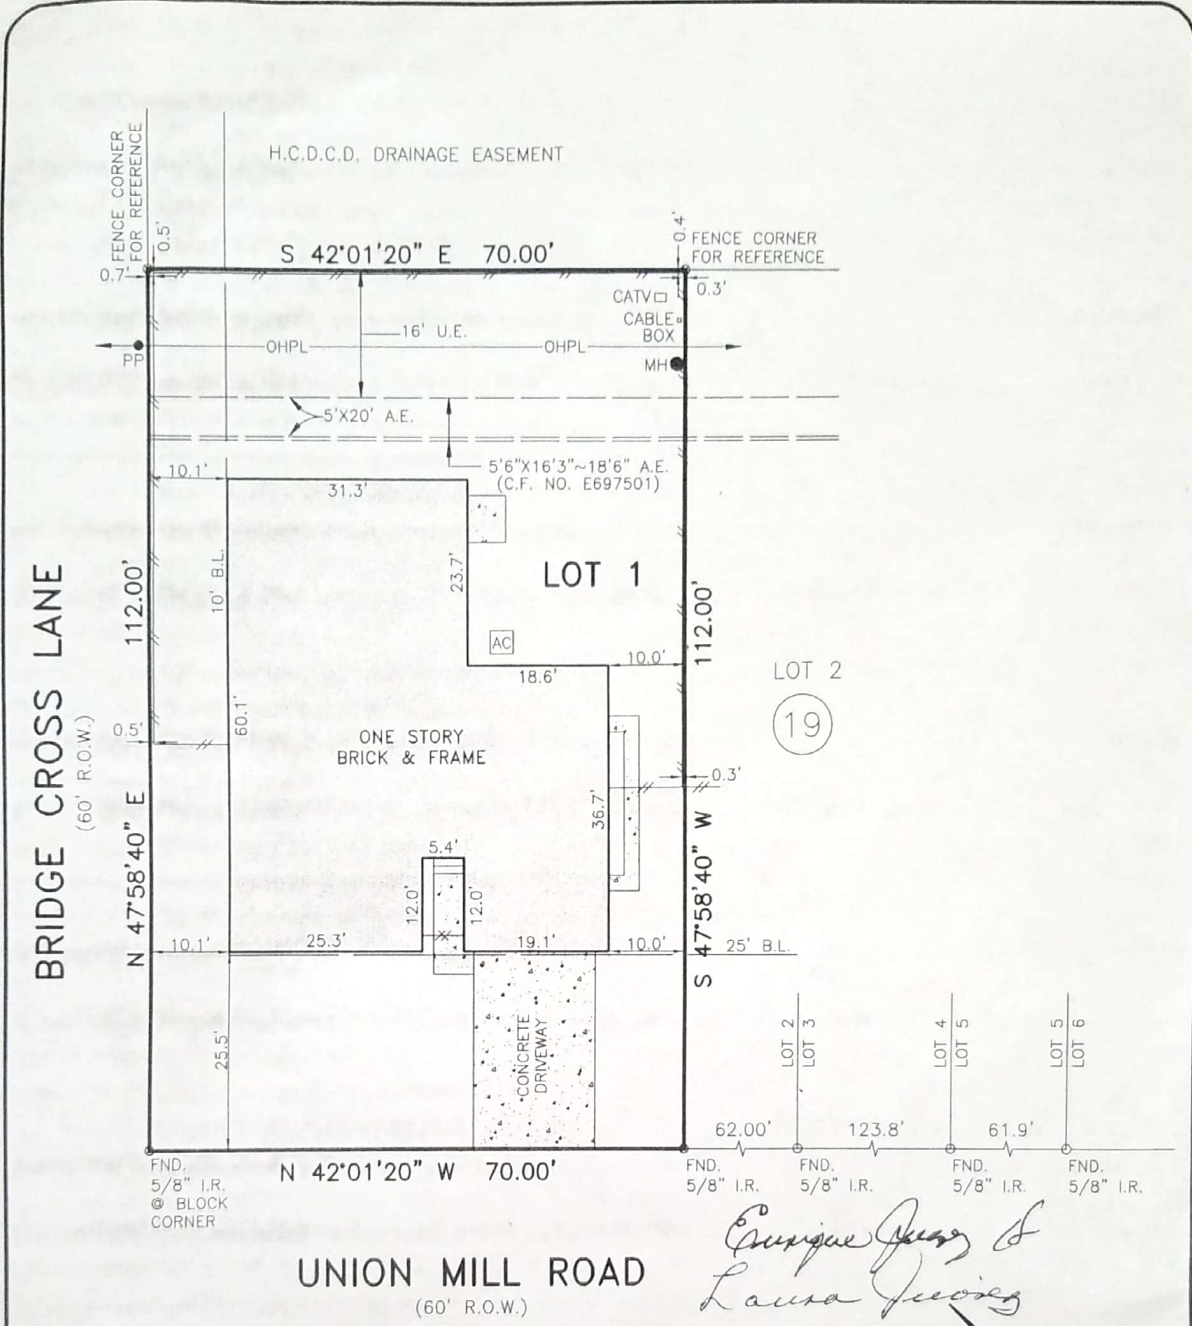 H.C.D.C.D. DRAINAGE EASEMENT
FENCE CORNER
FOR REFERENCE
0.5'
0.4'
FENCE CORNER
FOR REFERENCE
S 42°01'20" E 70.00'
0.7'
0.3'
CATV
CABLE
BOX
16' U.E.
OHPL
OHPL
PP
MH
5'X20' A.E.
5'6"X16'3"~18'6" A.E.
(C.F. NO. E697501)
10.1'
31.3'
23.7'
LOT 1
10' B.L.
AC
18.6'
10.0'
BRIDGE CROSS LANE
(60' R.O.W.)
N 47°58'40" E 112.00'
S 47°58'40" W 112.00'
LOT 2
19
0.5'
60.1'
ONE STORY
BRICK & FRAME
0.3'
36.7'
5.4'
12.0'
12.0'
10.1'
25.3'
19.1'
10.0'
25' B.L.
25.5'
CONCRETE
DRIVEWAY
LOT 2
LOT 3
LOT 4
LOT 5
LOT 5
LOT 6
62.00'
123.8'
61.9'
N 42°01'20" W 70.00'
FND.
5/8" I.R.
@ BLOCK
CORNER
FND.
5/8" I.R.
FND.
5/8" I.R.
FND.
5/8" I.R.
FND.
5/8" I.R.
UNION MILL ROAD
(60' R.O.W.)
Enrique Juarez
Laura Juarez